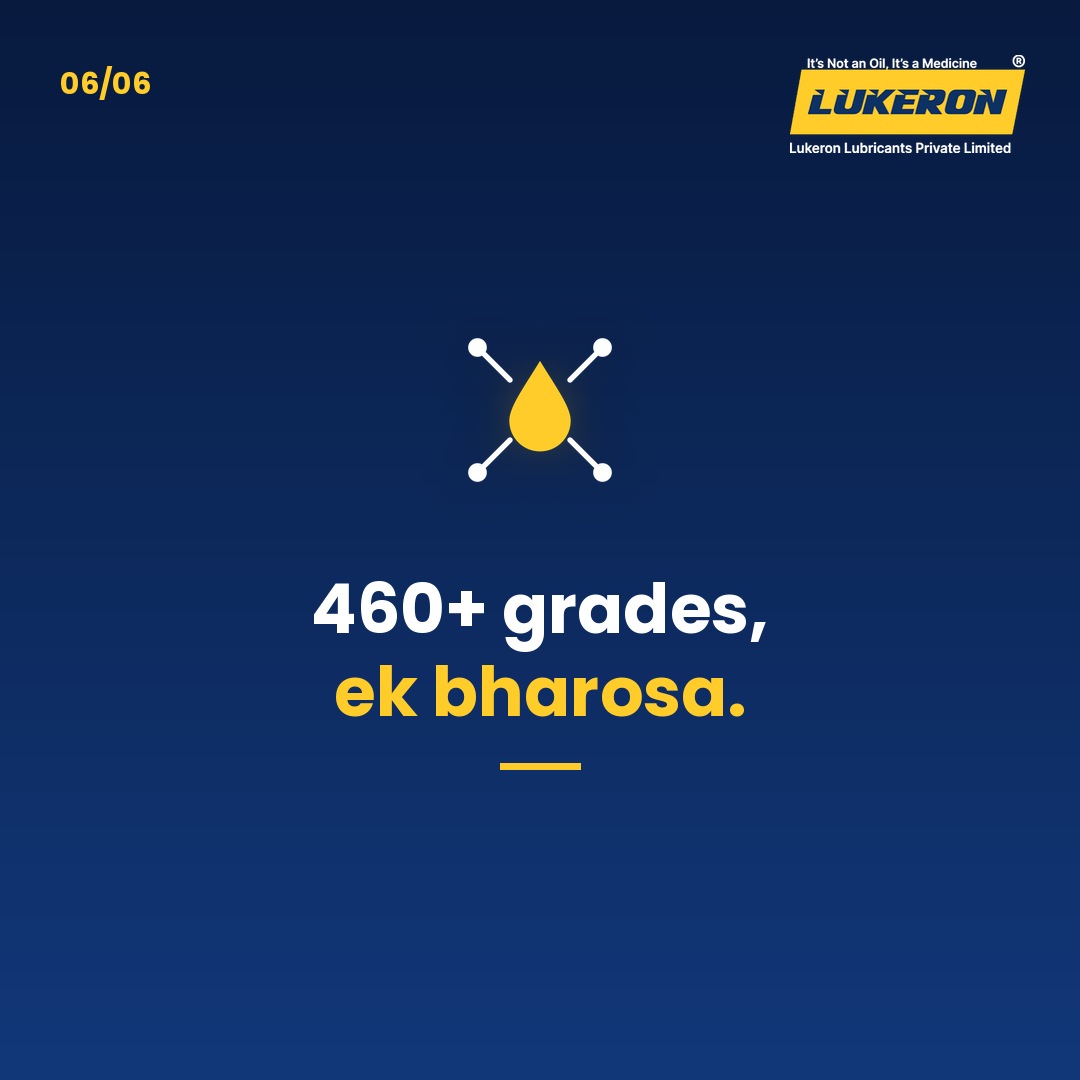 06/06
It's Not an Oil, It's a Medicine
®
LUKERON
Lukeron Lubricants Private Limited
460+ grades,
ek bharosa.